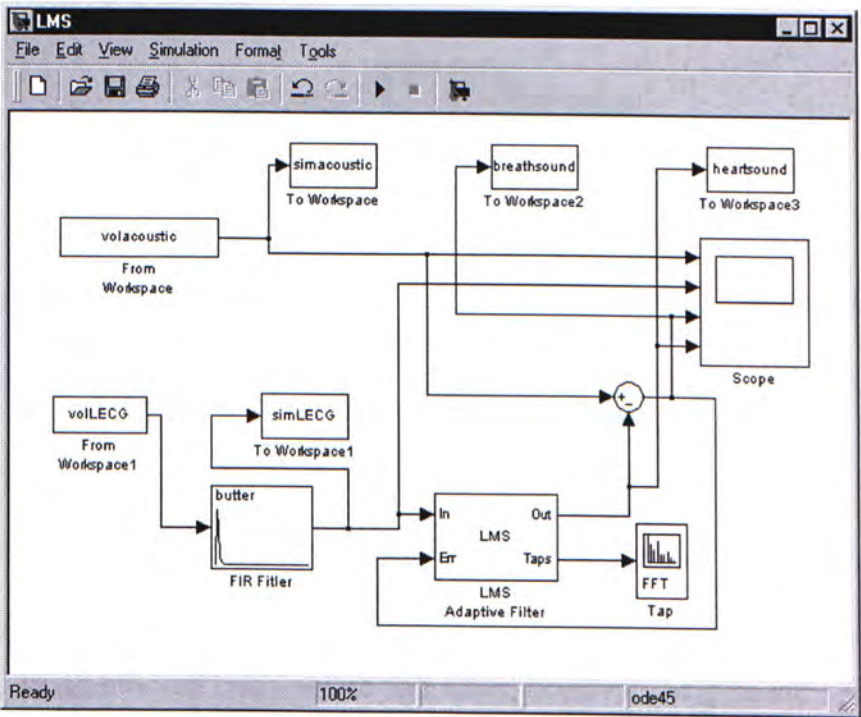 LMS
File Edit View Simulation Format Tools
simacoustic
To Workspace
breathsound
To Workspace2
heartsound
To Workspace3
volacoustic
From
Workspace
Scope
+-
volLECG
From
Workspace1
simLECG
To Workspace1
butter
FIR Fitler
In Out
LMS
Err Taps
LMS
Adaptive Filter
FFT
Tap
Ready 100% ode45